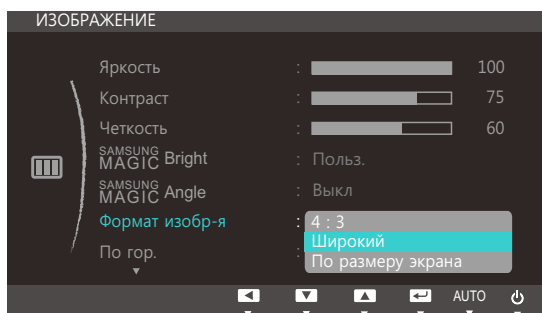 ИЗОБРАЖЕНИЕ
Яркость : 100
Контраст : 75
Четкость : 60
SAMSUNG MAGIC Bright : Польз.
SAMSUNG MAGIC Angle : Выкл
Формат изобр-я : 4 : 3
Широкий
По гор. : По размеру экрана
AUTO